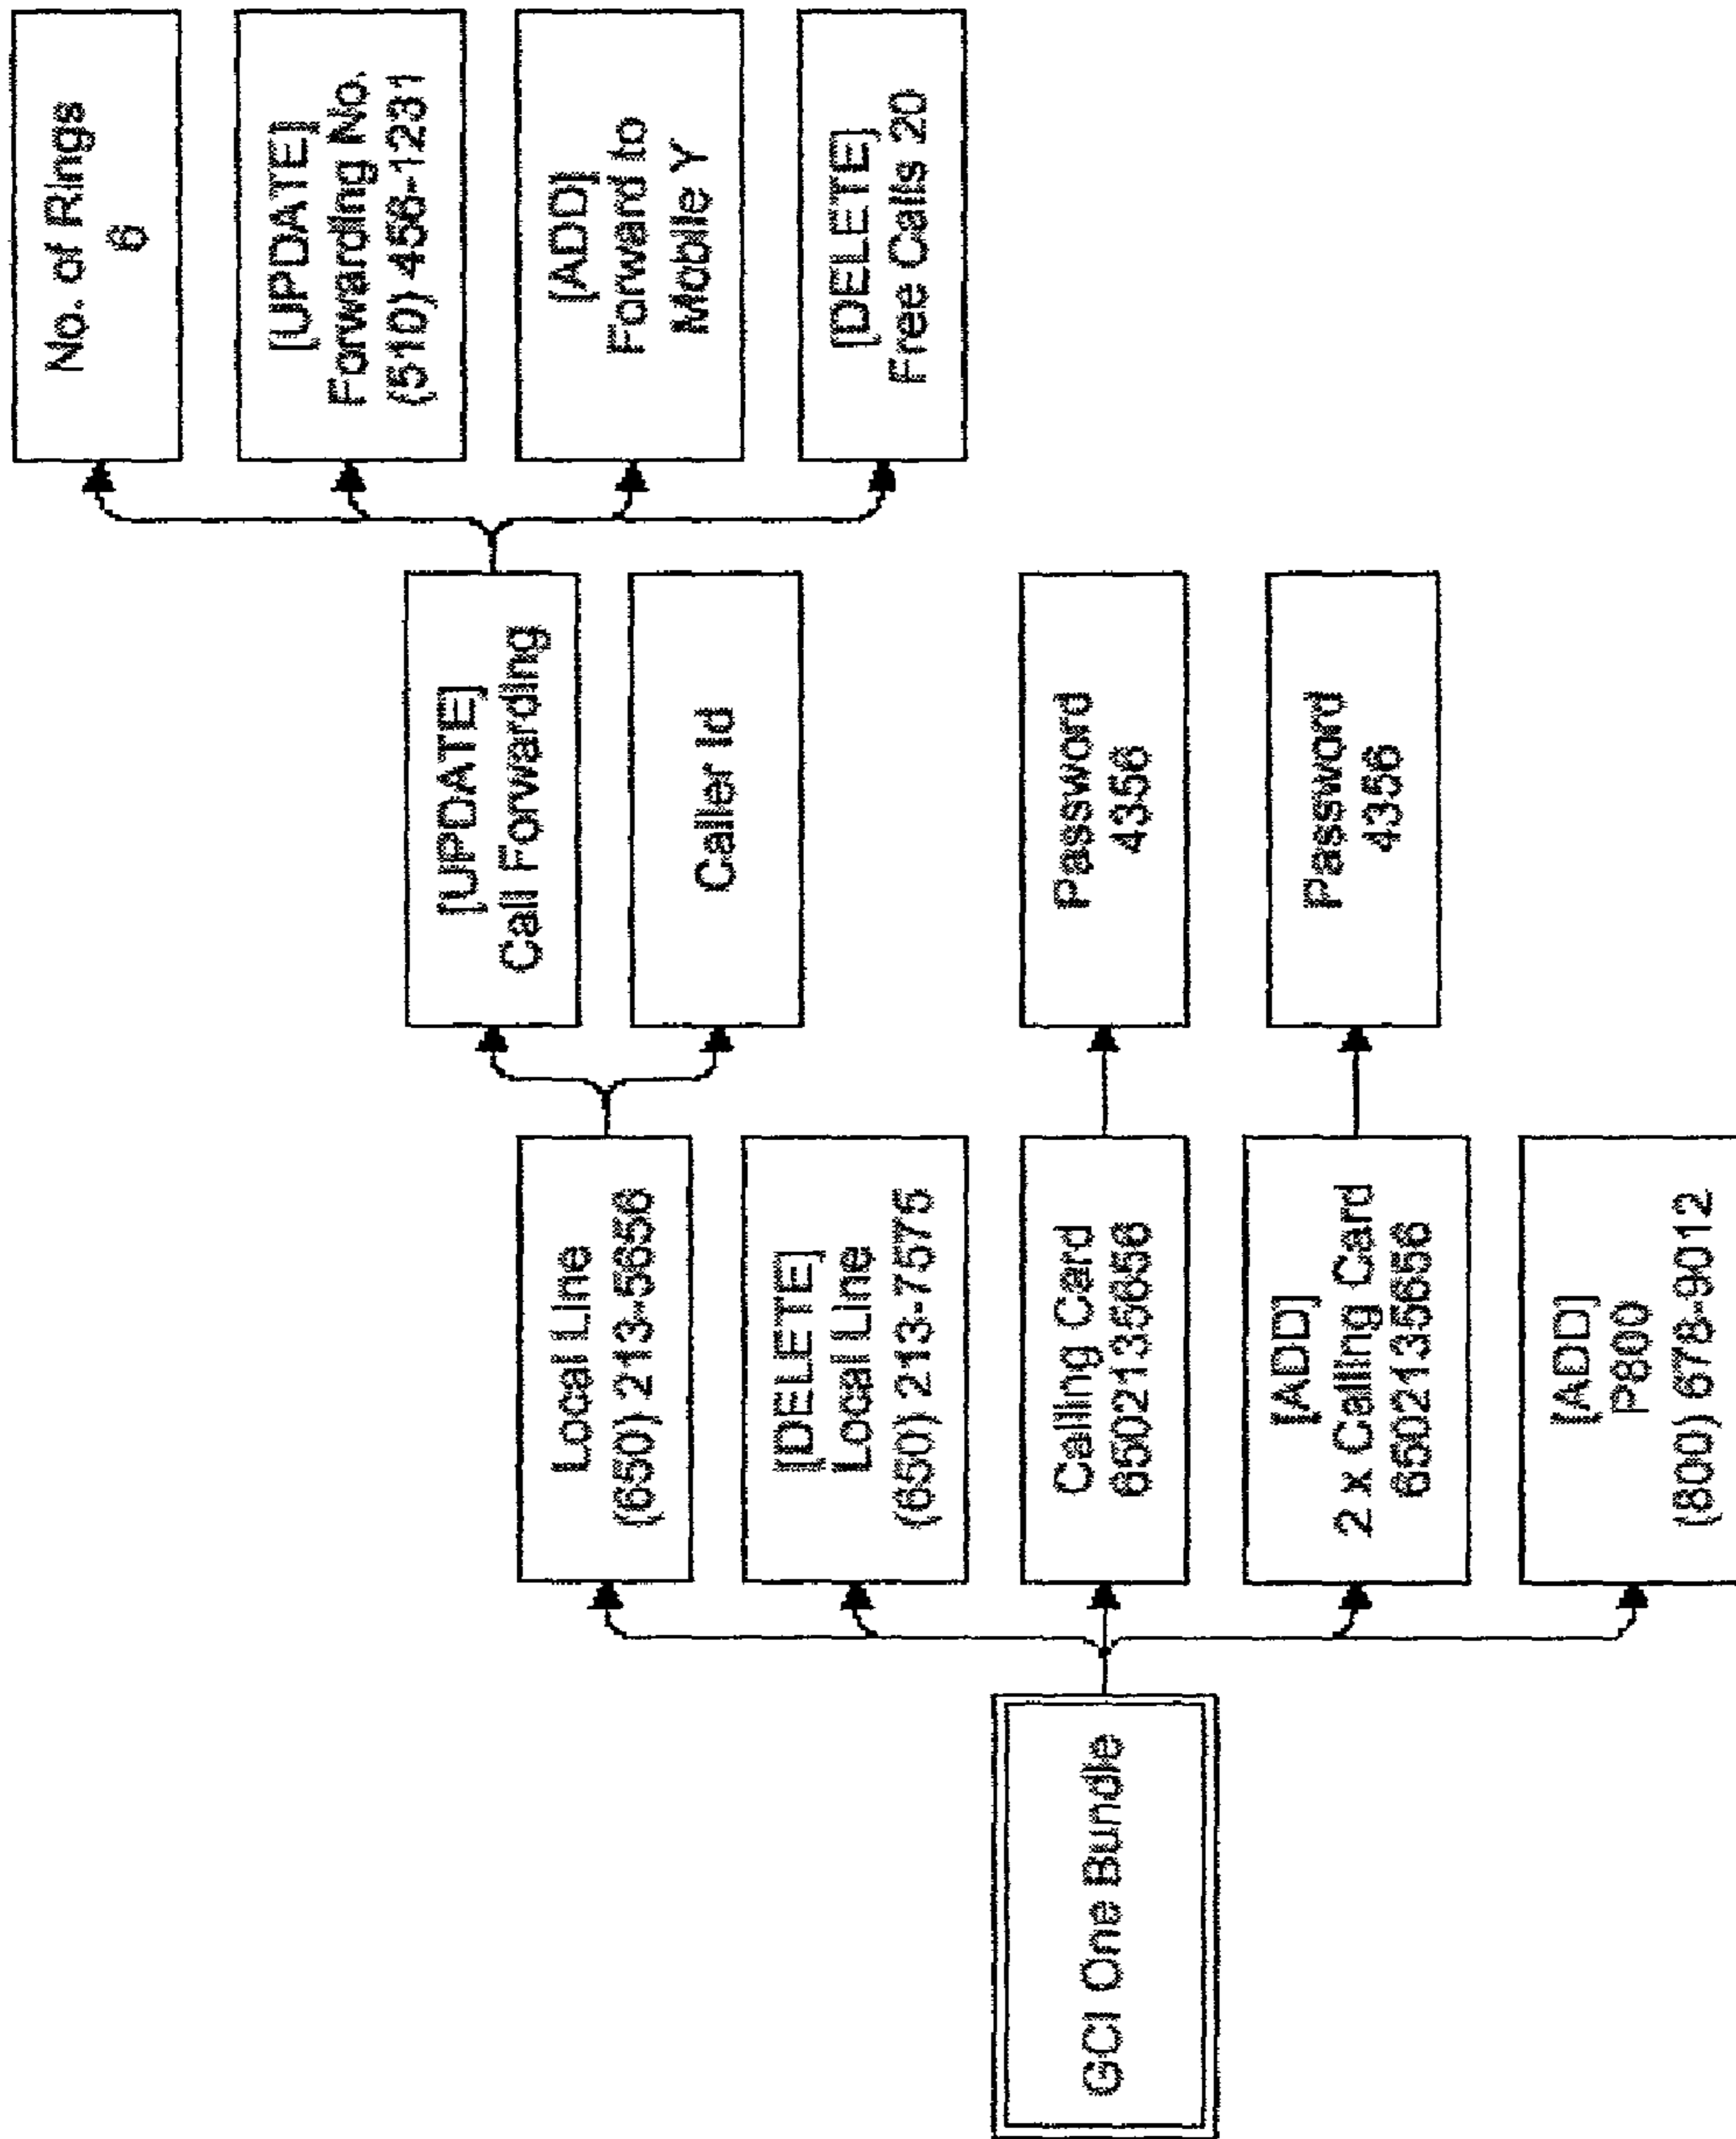 GCI One Bundle
Local Line
(650) 213-5656
[DELETE]
Local Line
(650) 213-7575
Calling Card
6502135656
[ADD]
2 x Calling Card
6502135656
[ADD]
P800
(800) 678-9012
[UPDATE]
Call Forwarding
Caller Id
Password
4356
Password
4356
No. of Rings
6
[UPDATE]
Forwarding No.
(510) 456-1231
[ADD]
Forward to
Mobile Y
[DELETE]
Free Calls 20